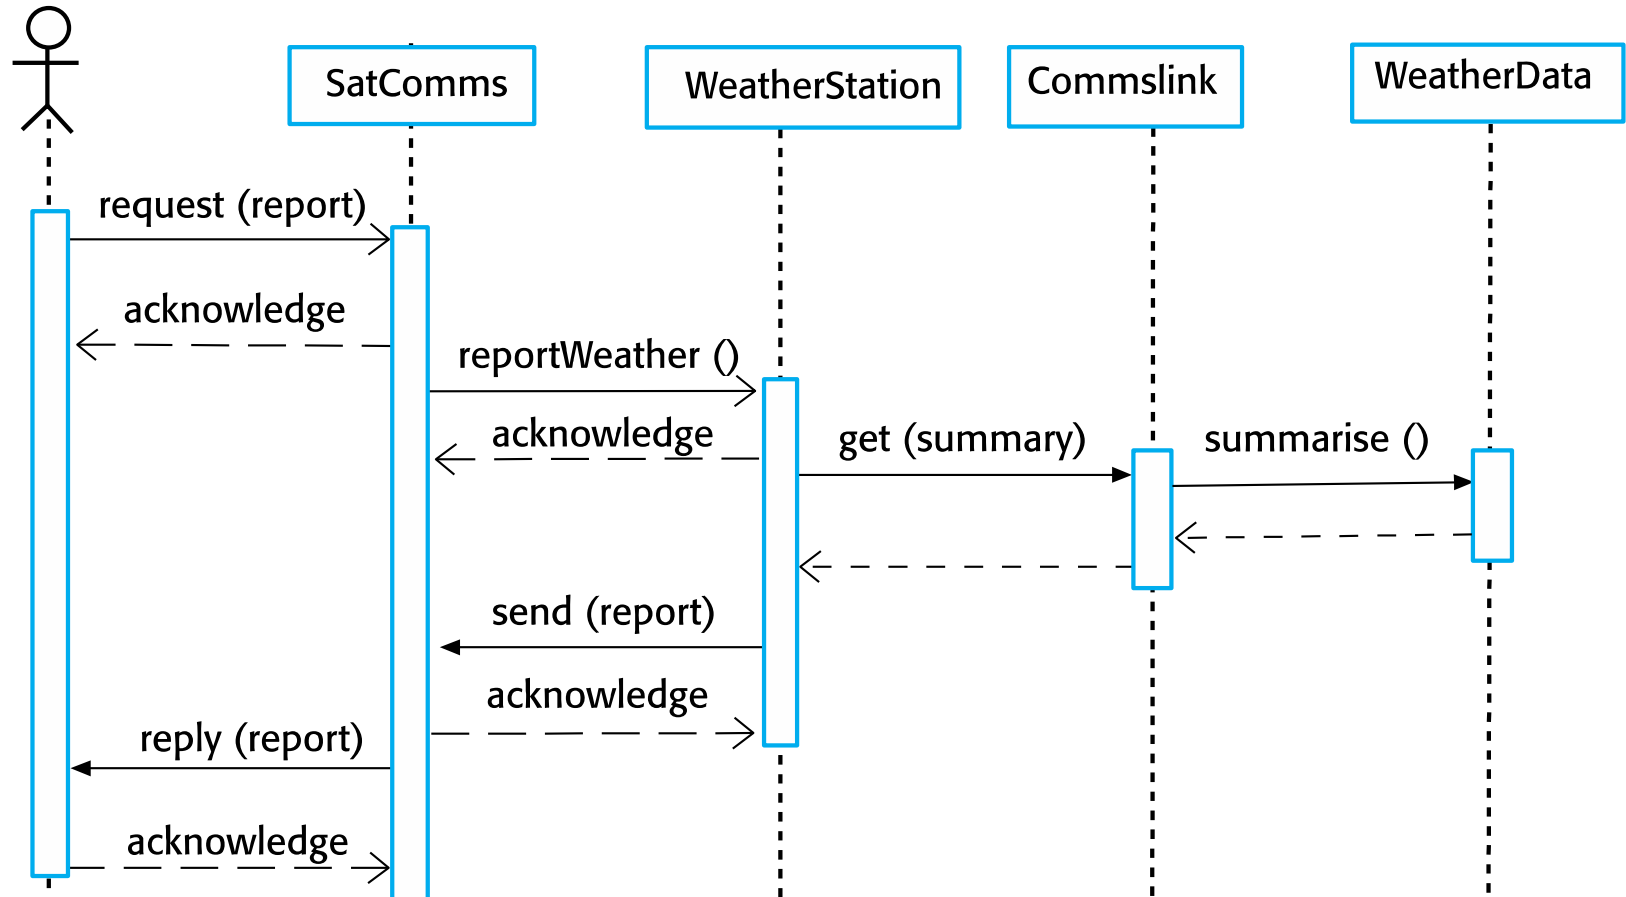 SatComms
WeatherStation
Commslink
WeatherData
request (report)
acknowledge
reportWeather ()
acknowledge
get (summary)
summarise ()
send (report)
acknowledge
reply (report)
acknowledge